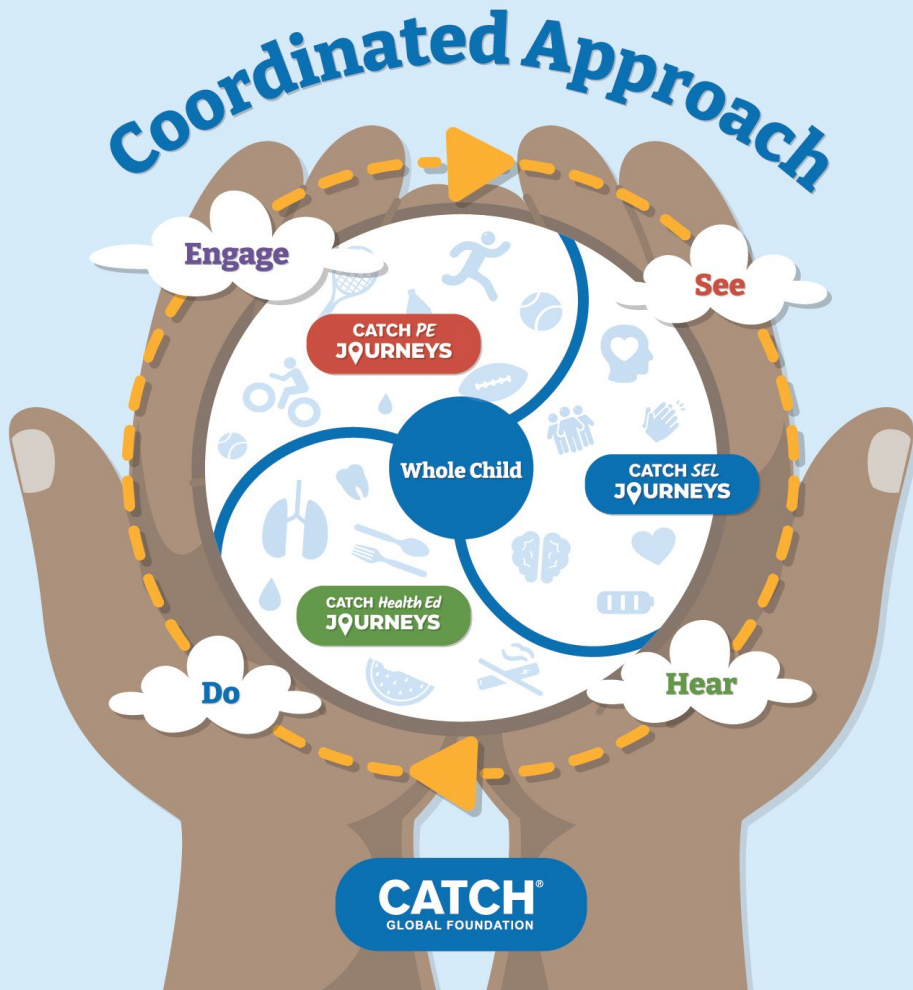 Coordinated Approach
Engage
See
CATCH PE
JOURNEYS
Whole Child
CATCH SEL
JOURNEYS
CATCH Health Ed
JOURNEYS
Do
Hear
CATCH®
GLOBAL FOUNDATION